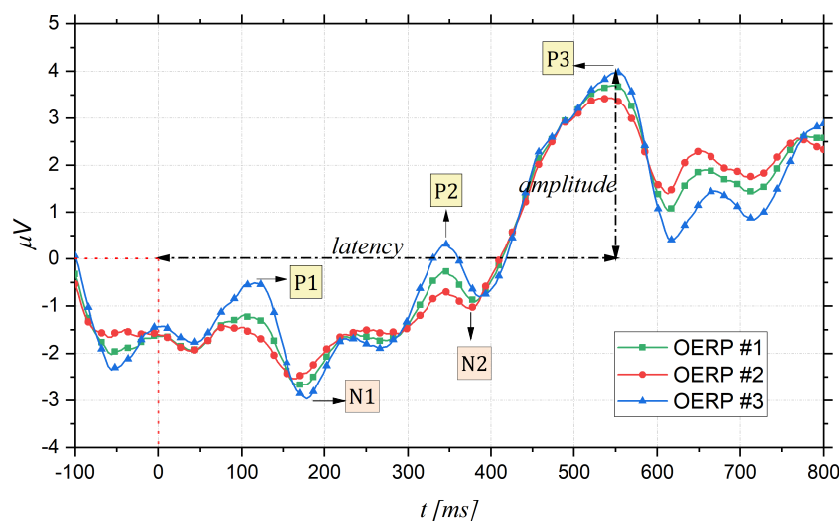 5
4
3
2
1
0
-1
-2
-3
-4
μV
P3
P2
amplitude
latency
P1
N2
N1
OERP #1
OERP #2
OERP #3
-100
0
100
200
300
400
500
600
700
800
t [ms]